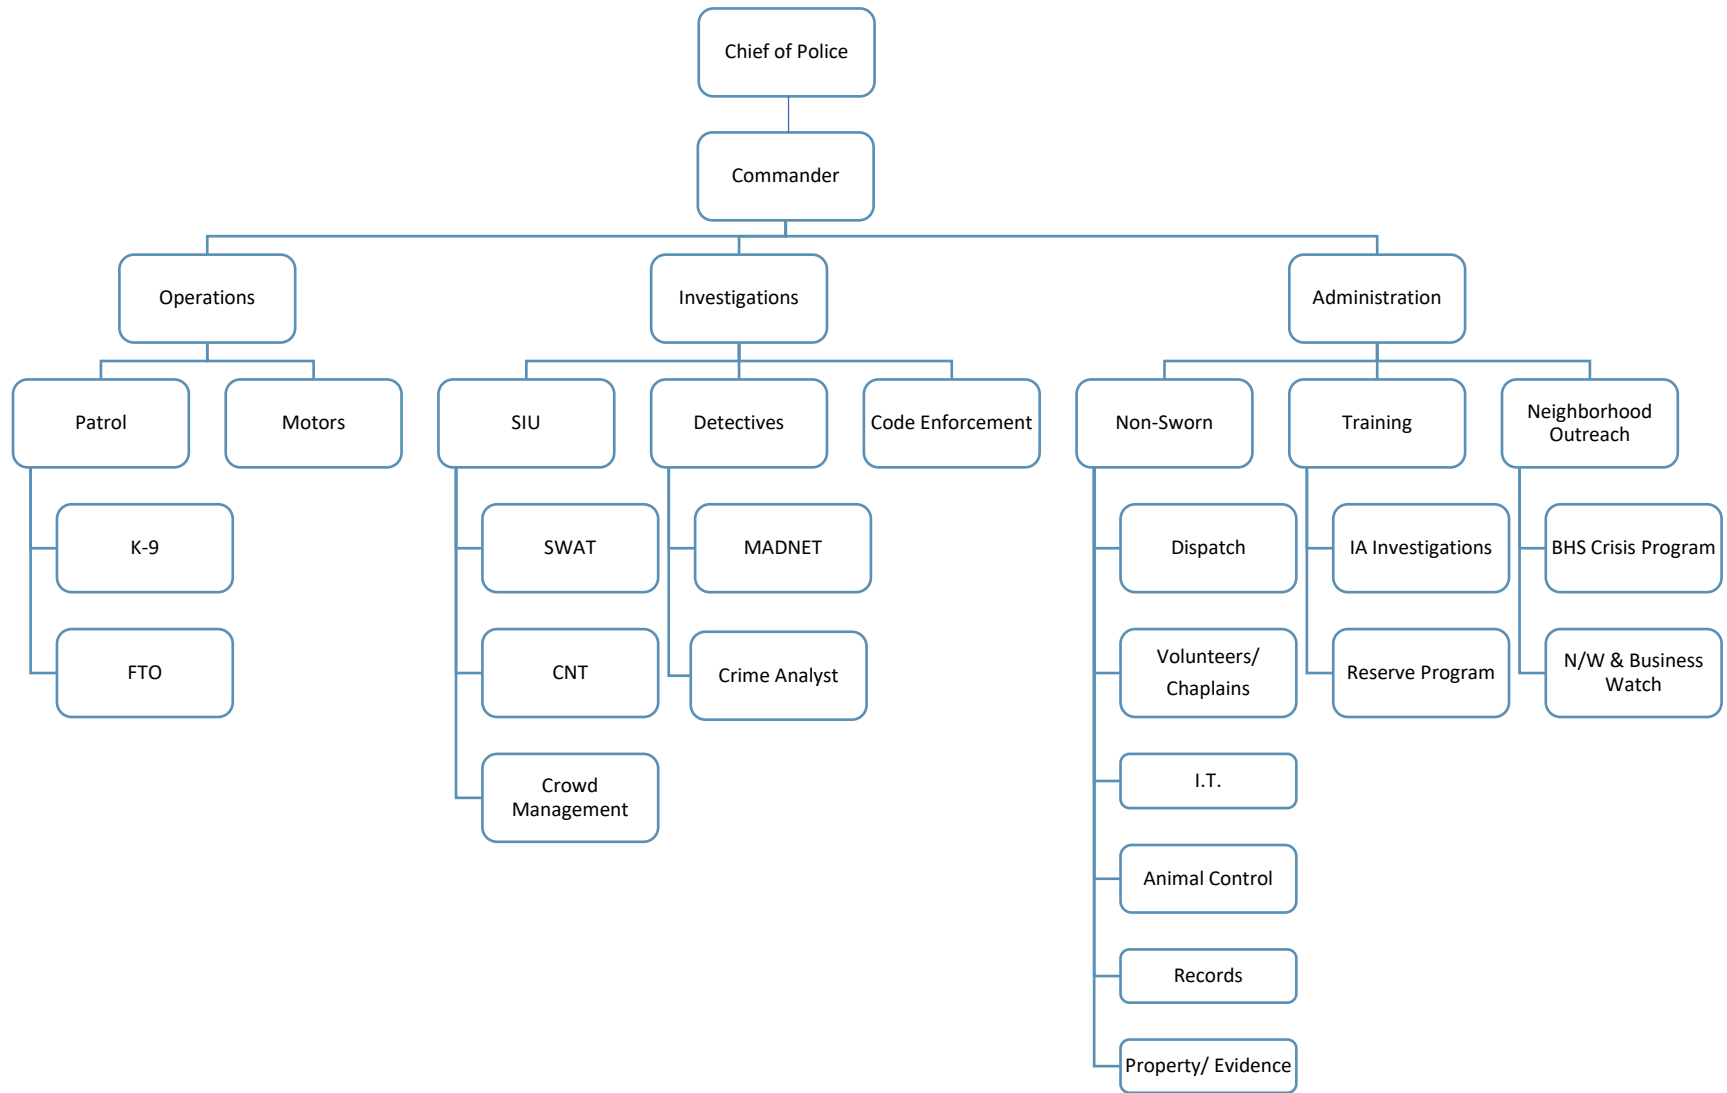 Chief of Police
Commander
Operations
Investigations
Administration
Patrol
Motors
SIU
Detectives
Code Enforcement
Non-Sworn
Training
Neighborhood
Outreach
K-9
SWAT
MADNET
Dispatch
IA Investigations
BHS Crisis Program
FTO
CNT
Crime Analyst
Volunteers/
Chaplains
Reserve Program
N/W & Business
Watch
Crowd
Management
I.T.
Animal Control
Records
Property/ Evidence